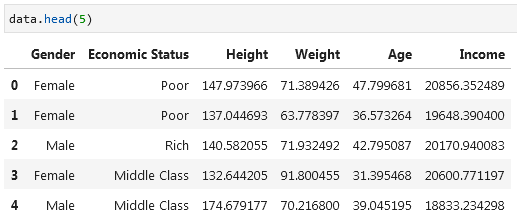 data.head(5)
Gender Economic Status Height Weight Age Income
0 Female Poor 147.973966 71.389426 47.799681 20856.352489
1 Female Poor 137.044693 63.778397 36.573264 19648.390400
2 Male Rich 140.582055 71.932492 42.795087 20170.940083
3 Female Middle Class 132.644205 91.800455 31.395468 20600.771197
4 Male Middle Class 174.679177 70.216800 39.045195 18833.234298